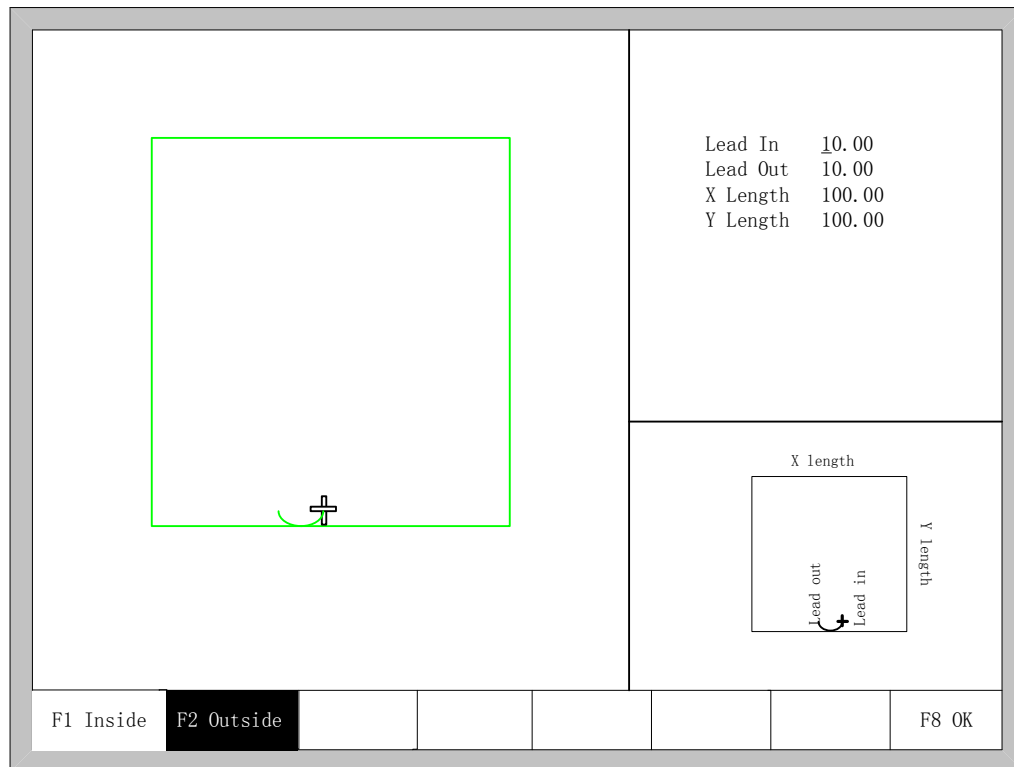 Lead In 10.00
Lead Out 10.00
X Length 100.00
Y Length 100.00
X length
Y length
Lead out
Lead in
F1 Inside
F2 Outside
F8 OK